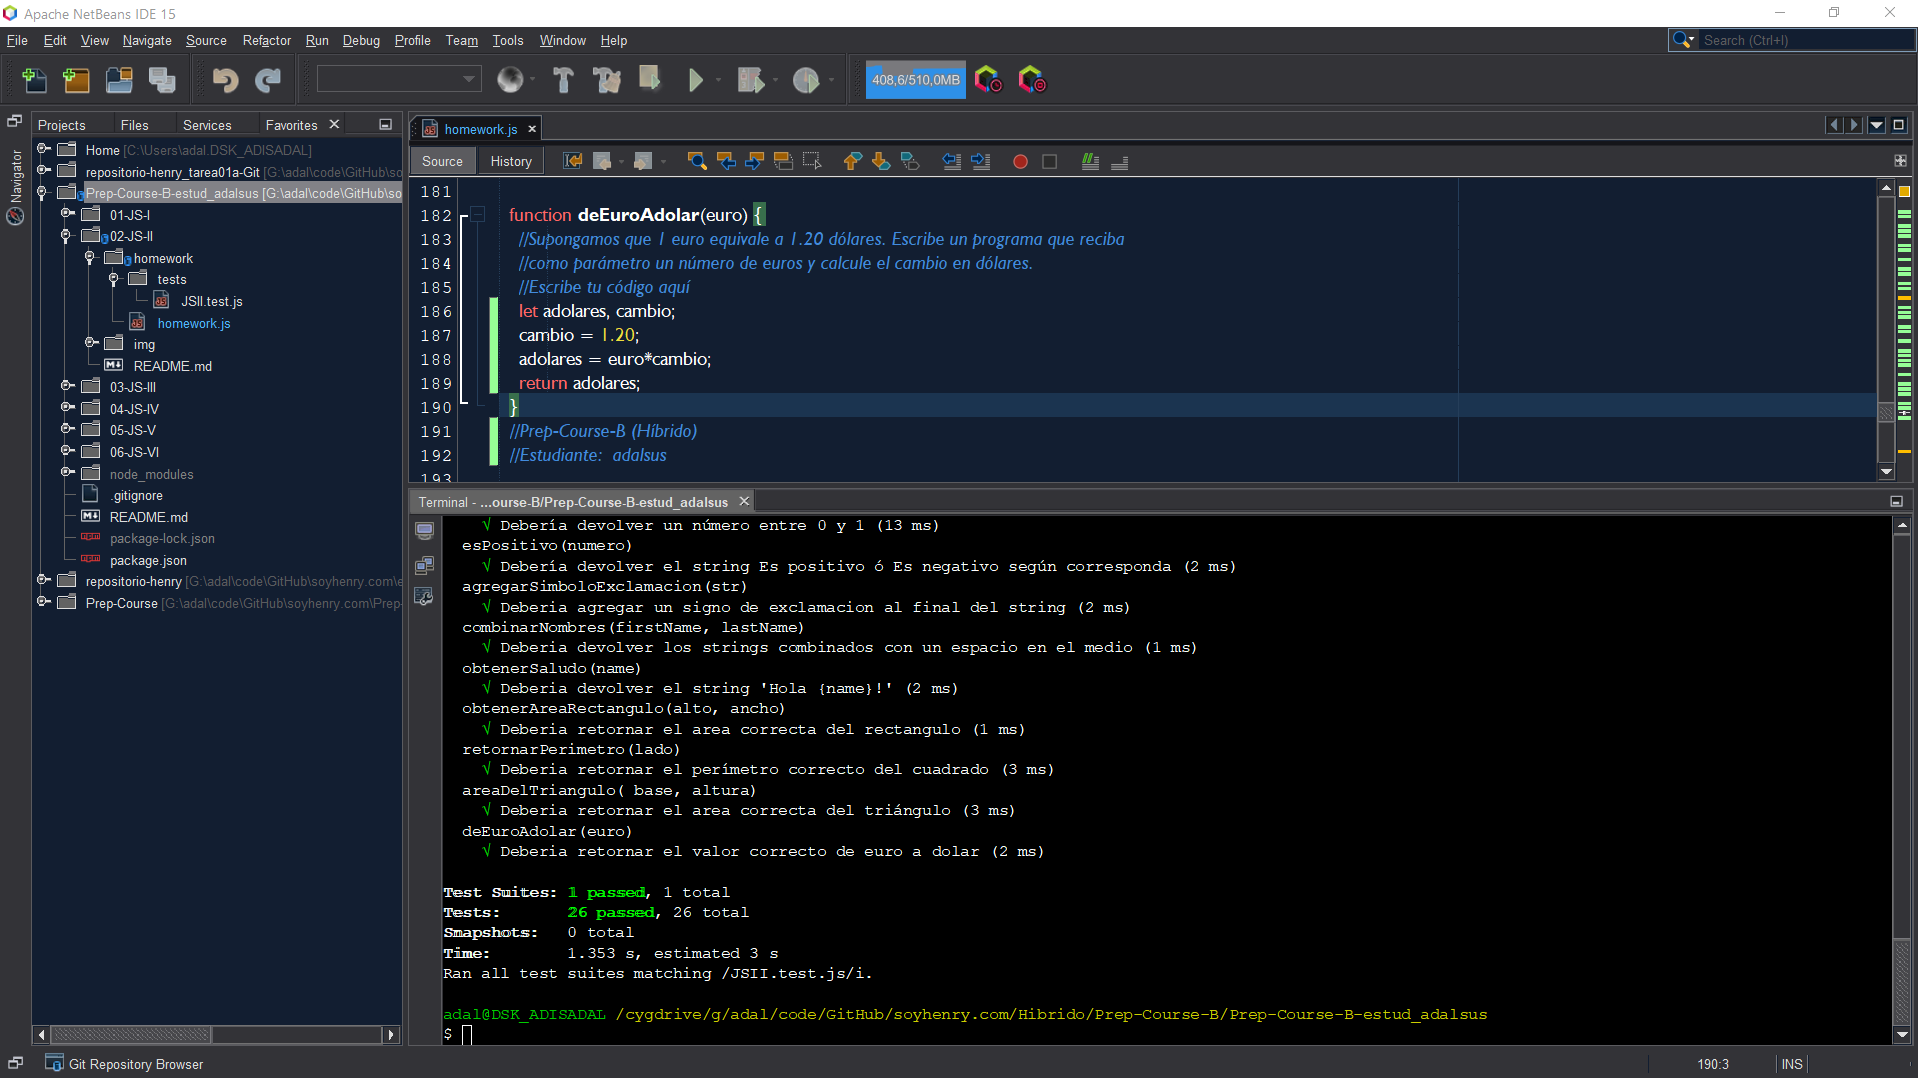 Apache NetBeans IDE 15
File Edit View Navigate Source Refactor Run Debug Profile Team Tools Window Help
Search (Ctrl+I)
408,6/510,0MB
Navigator
Projects Files Services Favorites
Home [C:\Users\adal.DSK_ADISADAL]
repositorio-henry_tarea01a-Git [G:\adal\code\GitHub\so
Prep-Course-B-estud_adalsus [G:\adal\code\GitHub\so
01-JS-I
02-JS-II
homework
tests
JSII.test.js
homework.js
img
README.md
03-JS-III
04-JS-IV
05-JS-V
06-JS-VI
node_modules
.gitignore
README.md
package-lock.json
package.json
repositorio-henry [G:\adal\code\GitHub\soyhenry.com\e
Prep-Course [G:\adal\code\GitHub\soyhenry.com\Prep-
homework.js
Source History
181
182 function deEuroAdolar(euro) {
183 //Supongamos que 1 euro equivale a 1.20 dólares. Escribe un programa que reciba
184 //como parámetro un número de euros y calcule el cambio en dólares.
185 //Escribe tu código aquí
186 let adolares, cambio;
187 cambio = 1.20;
188 adolares = euro*cambio;
189 return adolares;
190 }
191 //Prep-Course-B (Híbrido)
192 //Estudiante: adalsus
193
Terminal - ...ourse-B/Prep-Course-B-estud_adalsus
√ Debería devolver un número entre 0 y 1 (13 ms)
esPositivo(numero)
√ Debería devolver el string Es positivo ó Es negativo según corresponda (2 ms)
agregarSimboloExclamacion(str)
√ Deberia agregar un signo de exclamacion al final del string (2 ms)
combinarNombres(firstName, lastName)
√ Deberia devolver los strings combinados con un espacio en el medio (1 ms)
obtenerSaludo(name)
√ Deberia devolver el string 'Hola {name}!' (2 ms)
obtenerAreaRectangulo(alto, ancho)
√ Deberia retornar el area correcta del rectangulo (1 ms)
retornarPerimetro(lado)
√ Deberia retornar el perímetro correcto del cuadrado (3 ms)
areaDelTriangulo( base, altura)
√ Deberia retornar el area correcta del triángulo (3 ms)
deEuroAdolar(euro)
√ Deberia retornar el valor correcto de euro a dolar (2 ms)
Test Suites: 1 passed, 1 total
Tests: 26 passed, 26 total
Snapshots: 0 total
Time: 1.353 s, estimated 3 s
Ran all test suites matching /JSII.test.js/i.
adal@DSK_ADISADAL /cygdrive/g/adal/code/GitHub/soyhenry.com/Hibrido/Prep-Course-B/Prep-Course-B-estud_adalsus
$
Git Repository Browser
190:3 INS